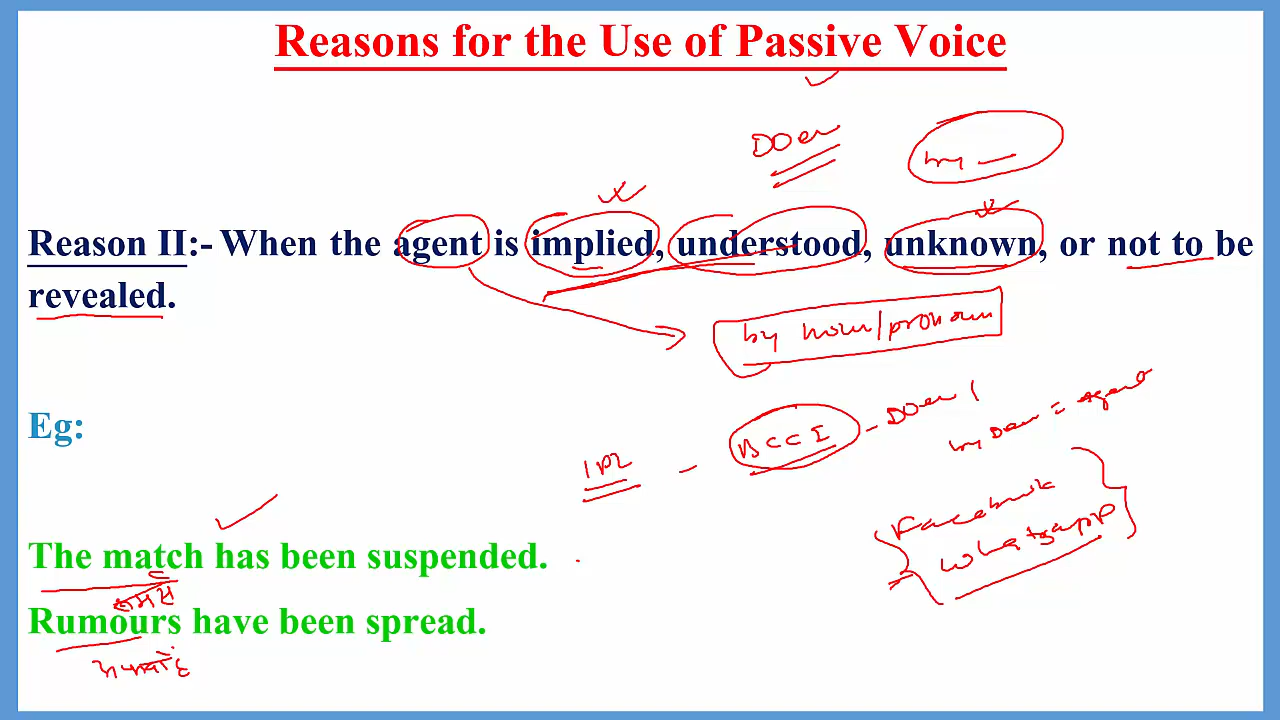 Reasons for the Use of Passive Voice
Doer
by —
Reason II:- When the agent is implied, understood, unknown, or not to be
revealed.
by noun/pronoun
Eg:
IPL - BCCI - Doer
by Doer = Agent
Facebook
Whatsapp
The match has been suspended.
Rumours have been spread.
अफवाहें